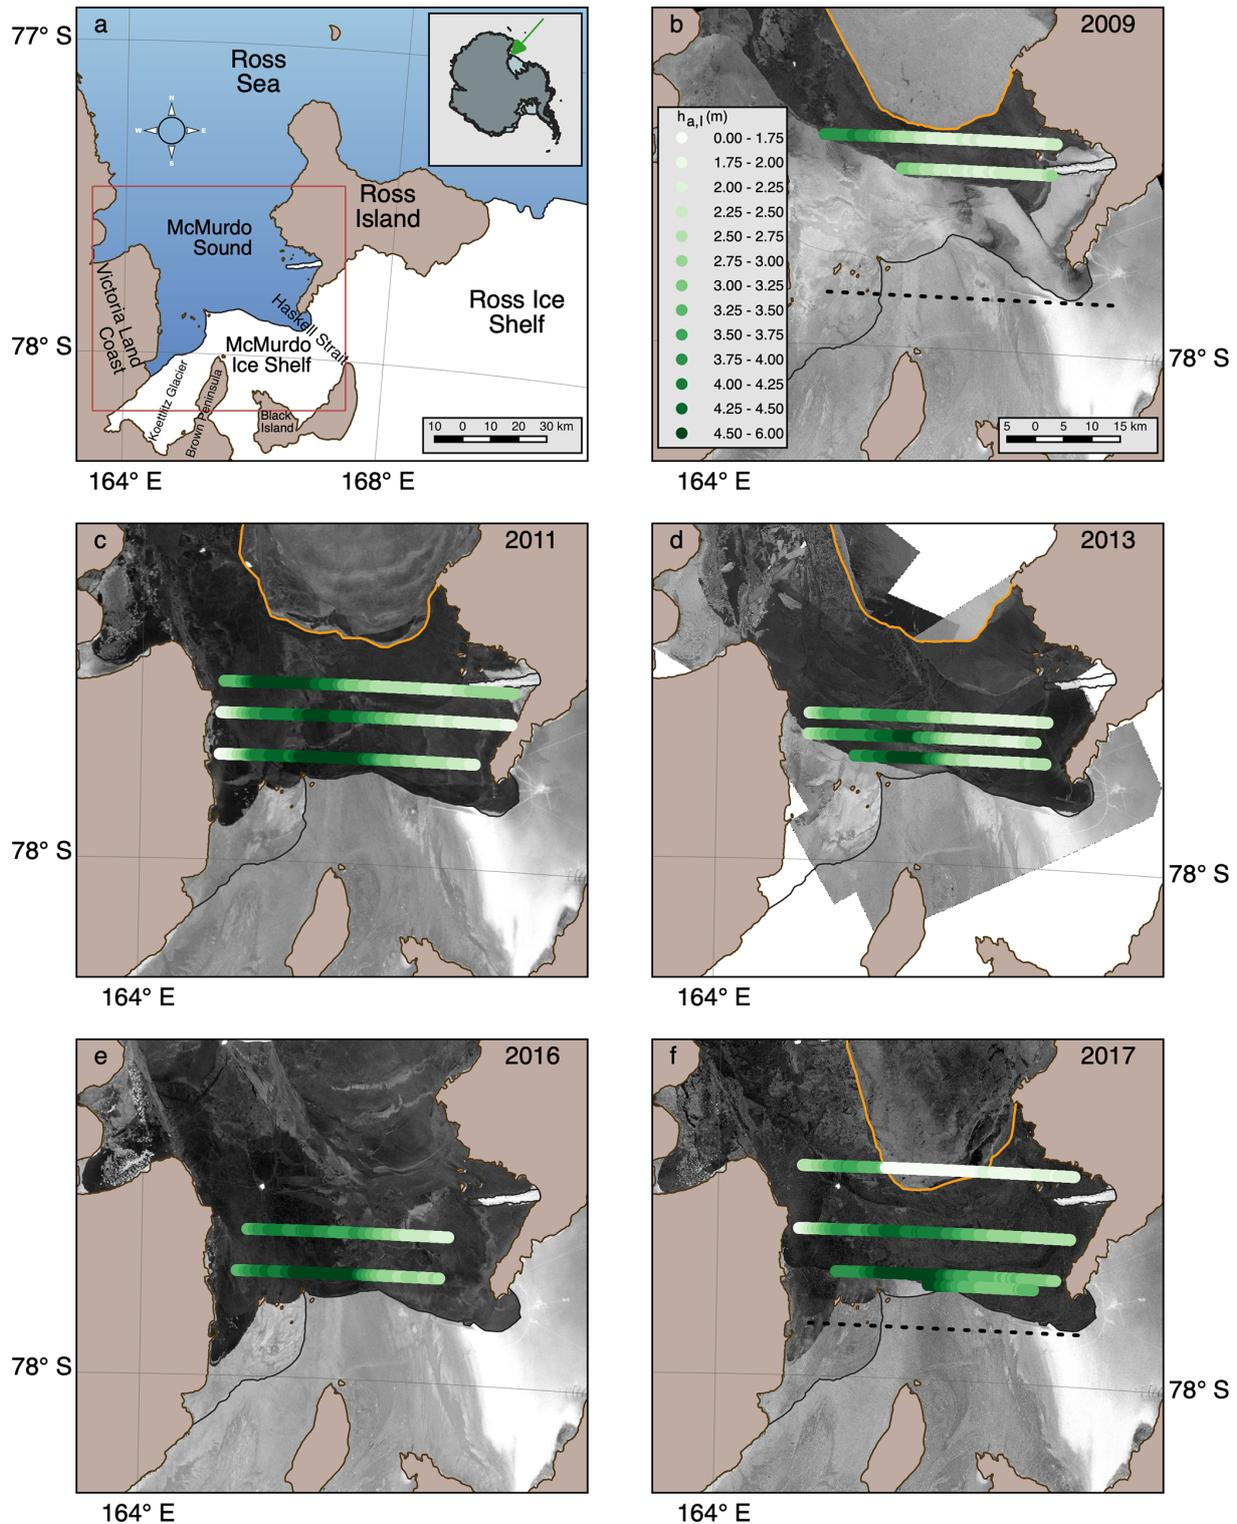 a
77° S
Ross
Sea
N
W
E
S
Ross
Island
McMurdo
Sound
Victoria Land
Coast
Haskell Strait
Ross Ice
Shelf
McMurdo
Ice Shelf
78° S
Koettlitz Glacier
Brown Peninsula
Black
Island
10 0 10 20 30 km
164° E 168° E
b 2009
ha,l (m)
0.00 - 1.75
1.75 - 2.00
2.00 - 2.25
2.25 - 2.50
2.50 - 2.75
2.75 - 3.00
3.00 - 3.25
3.25 - 3.50
3.50 - 3.75
3.75 - 4.00
4.00 - 4.25
4.25 - 4.50
4.50 - 6.00
78° S
5 0 5 10 15 km
164° E
c 2011
78° S
164° E
d 2013
78° S
164° E
e 2016
78° S
164° E
f 2017
78° S
164° E